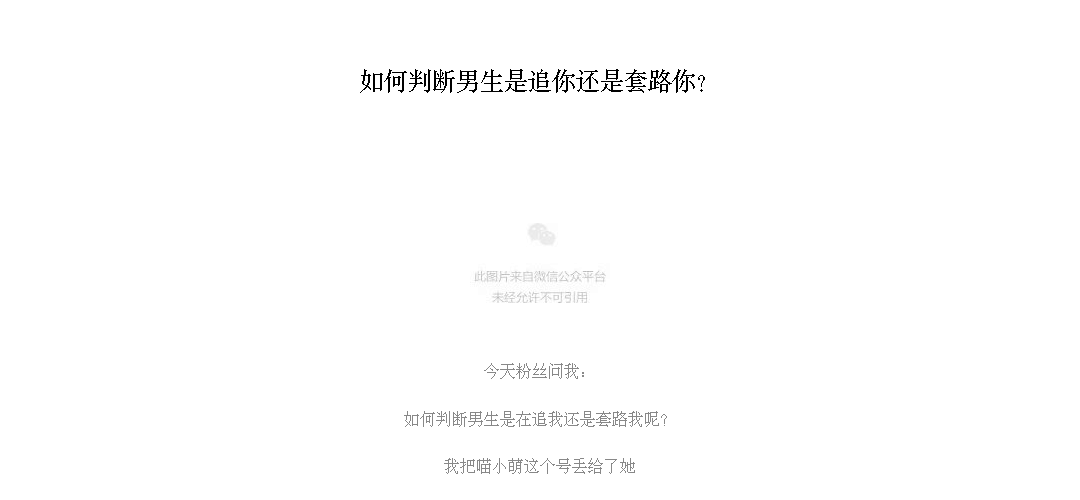 如何判断男生是追你还是套路你?
此图片来自微信公众平台
未经允许不可引用
今天粉丝问我：
如何判断男生是在追我还是套路我呢?
我把喵小萌这个号丢给了她